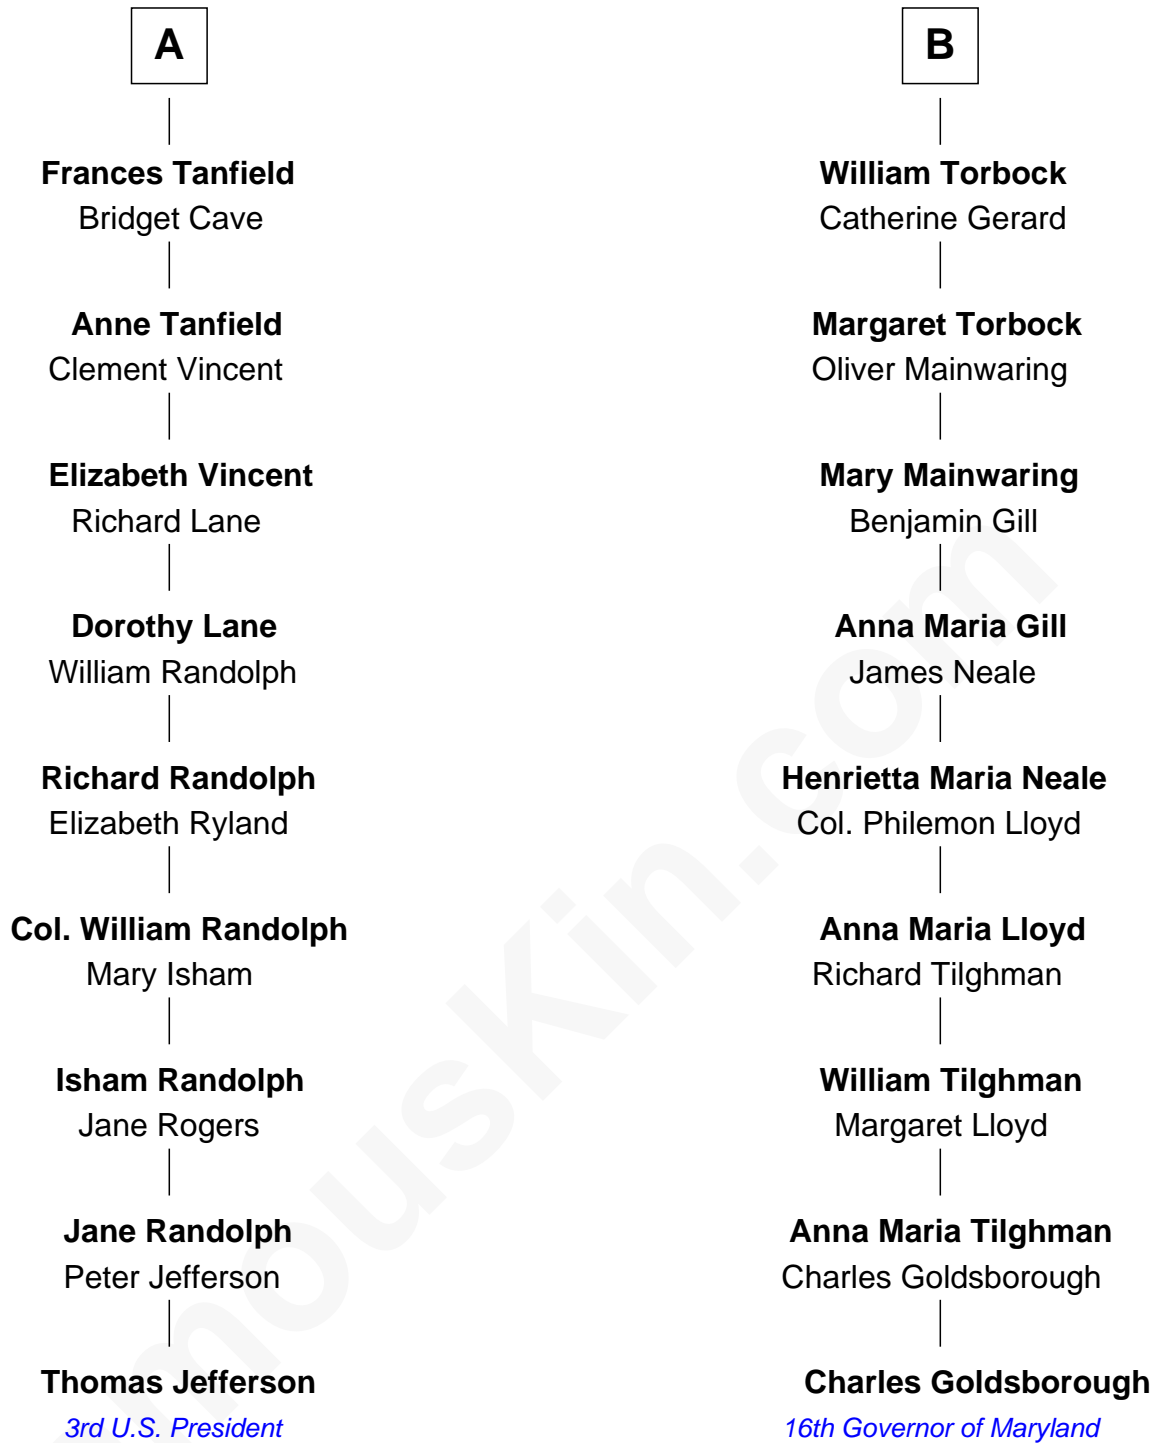 A
Frances Tanfield
Bridget Cave
Anne Tanfield
Clement Vincent
Elizabeth Vincent
Richard Lane
Dorothy Lane
William Randolph
Richard Randolph
Elizabeth Ryland
Col. William Randolph
Mary Isham
Isham Randolph
Jane Rogers
Jane Randolph
Peter Jefferson
Thomas Jefferson
3rd U.S. President
B
William Torbock
Catherine Gerard
Margaret Torbock
Oliver Mainwaring
Mary Mainwaring
Benjamin Gill
Anna Maria Gill
James Neale
Henrietta Maria Neale
Col. Philemon Lloyd
Anna Maria Lloyd
Richard Tilghman
William Tilghman
Margaret Lloyd
Anna Maria Tilghman
Charles Goldsborough
Charles Goldsborough
16th Governor of Maryland
mousKin.com